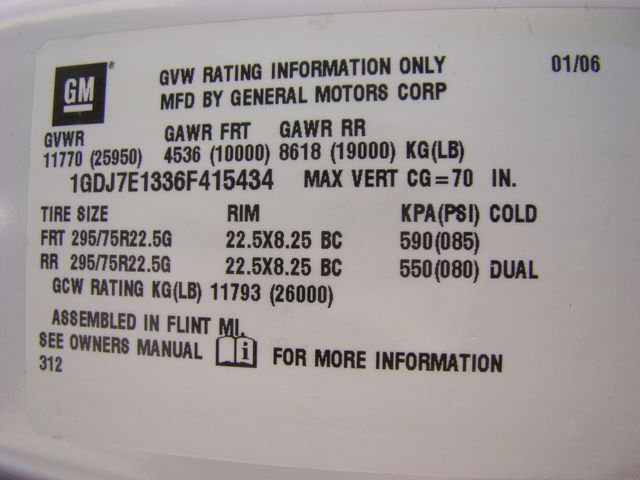 GM®
GVW RATING INFORMATION ONLY 01/06
MFD BY GENERAL MOTORS CORP
GVWR GAWR FRT GAWR RR
11770 (25950) 4536 (10000) 8618 (19000) KG(LB)
1GDJ7E1336F415434 MAX VERT CG=70 IN.
TIRE SIZE RIM KPA(PSI) COLD
FRT 295/75R22.5G 22.5X8.25 BC 590(085)
RR 295/75R22.5G 22.5X8.25 BC 550(080) DUAL
GCW RATING KG(LB) 11793 (26000)
ASSEMBLED IN FLINT MI.
SEE OWNERS MANUAL i FOR MORE INFORMATION
312